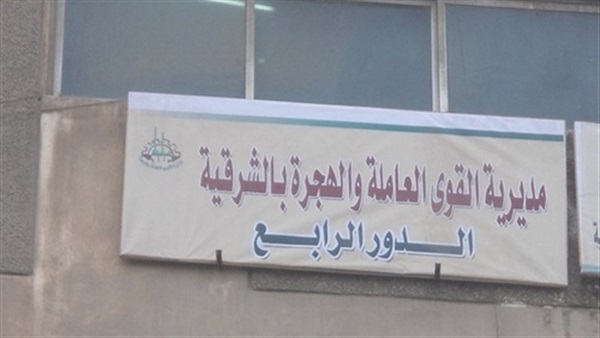 مديرية القوى العاملة والهجرة بالشرقية
الدور الرابع